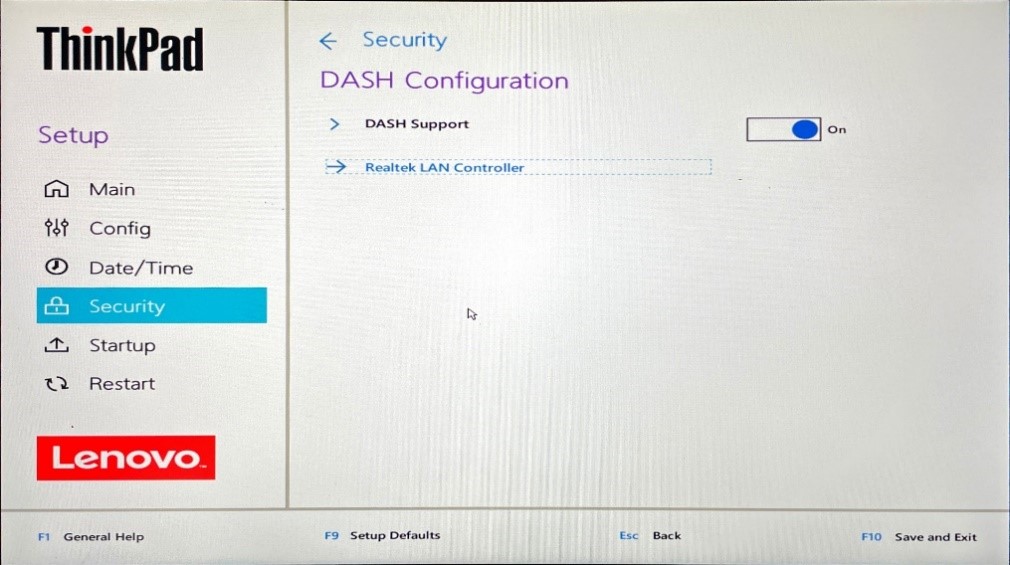 ThinkPad
Setup
Main
Config
Date/Time
Security
Startup
Restart
Lenovo
← Security
DASH Configuration
DASH Support
On
Realtek LAN Controller
F1 General Help
F9 Setup Defaults
Esc Back
F10 Save and Exit